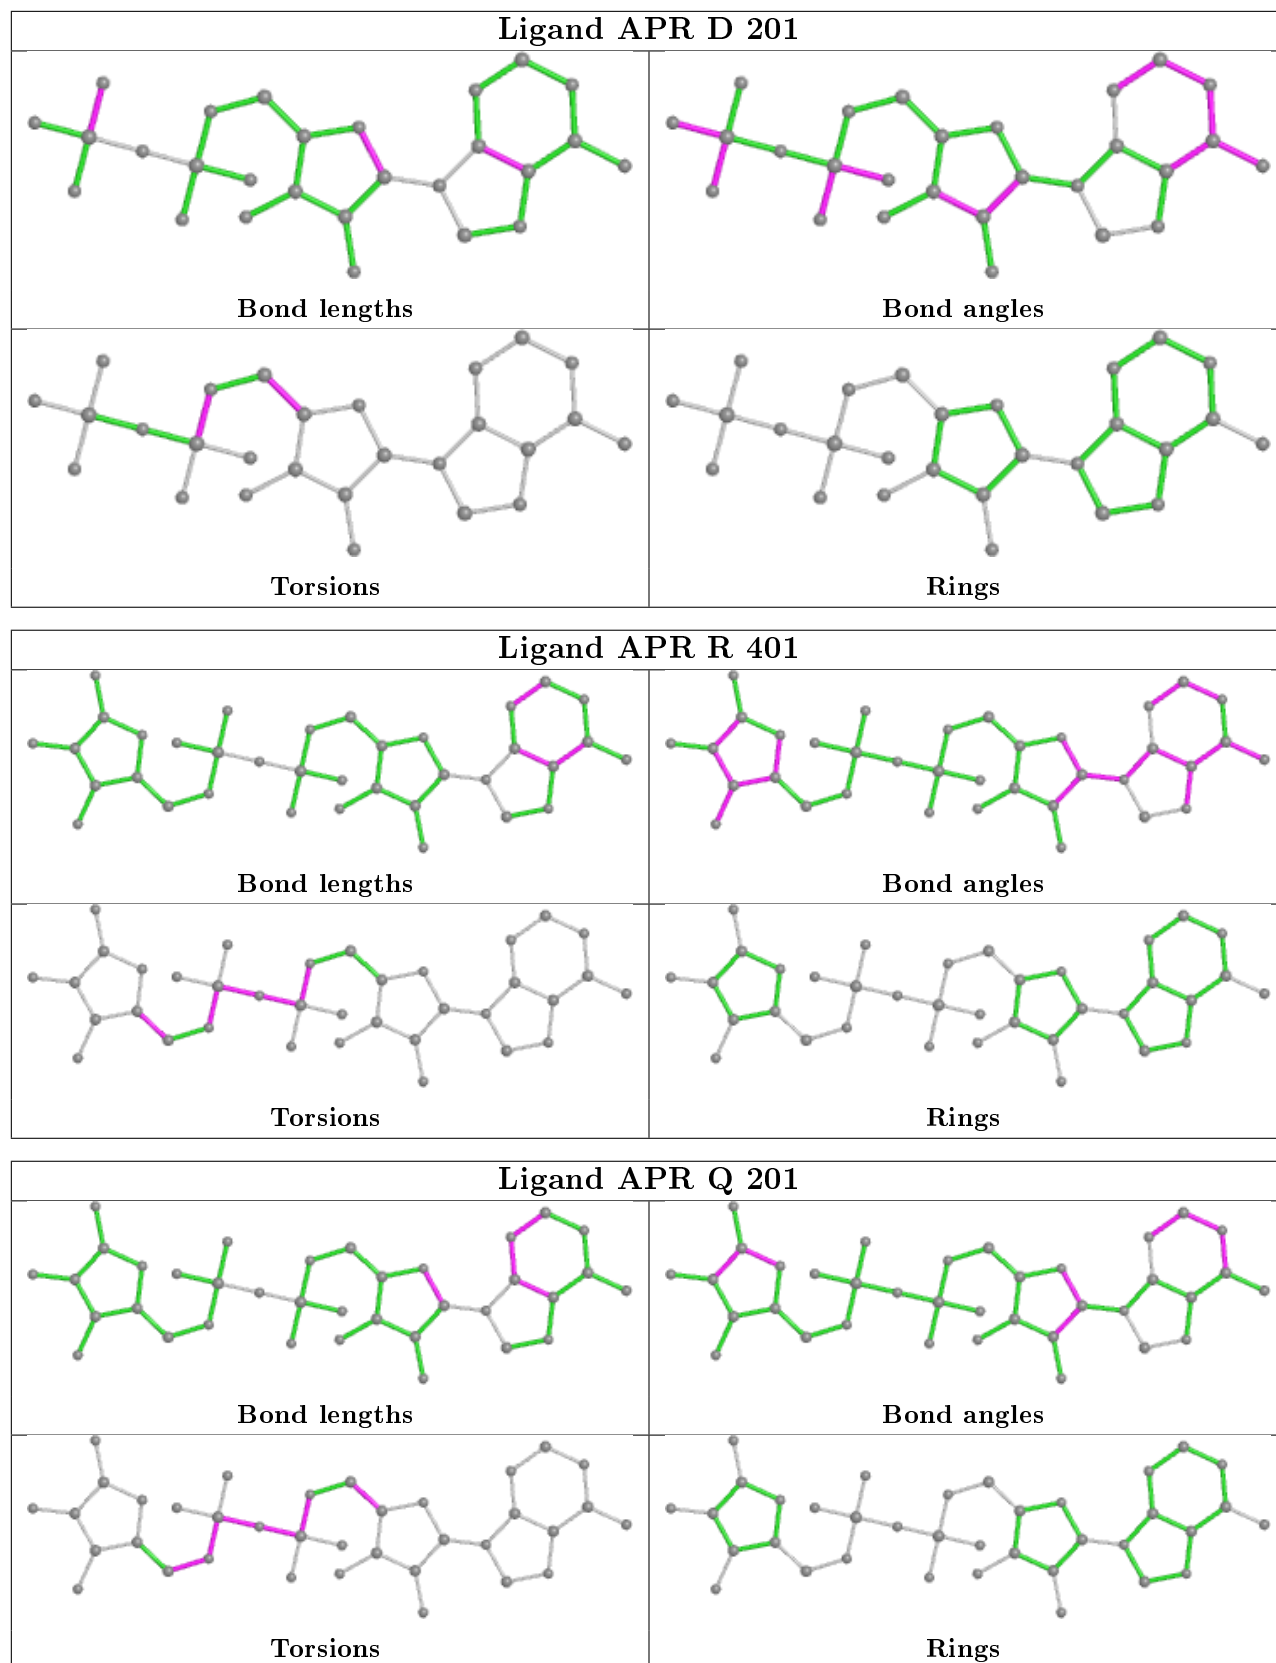 Ligand APR D 201
Bond lengths
Bond angles
Torsions
Rings
Ligand APR R 401
Bond lengths
Bond angles
Torsions
Rings
Ligand APR Q 201
Bond lengths
Bond angles
Torsions
Rings